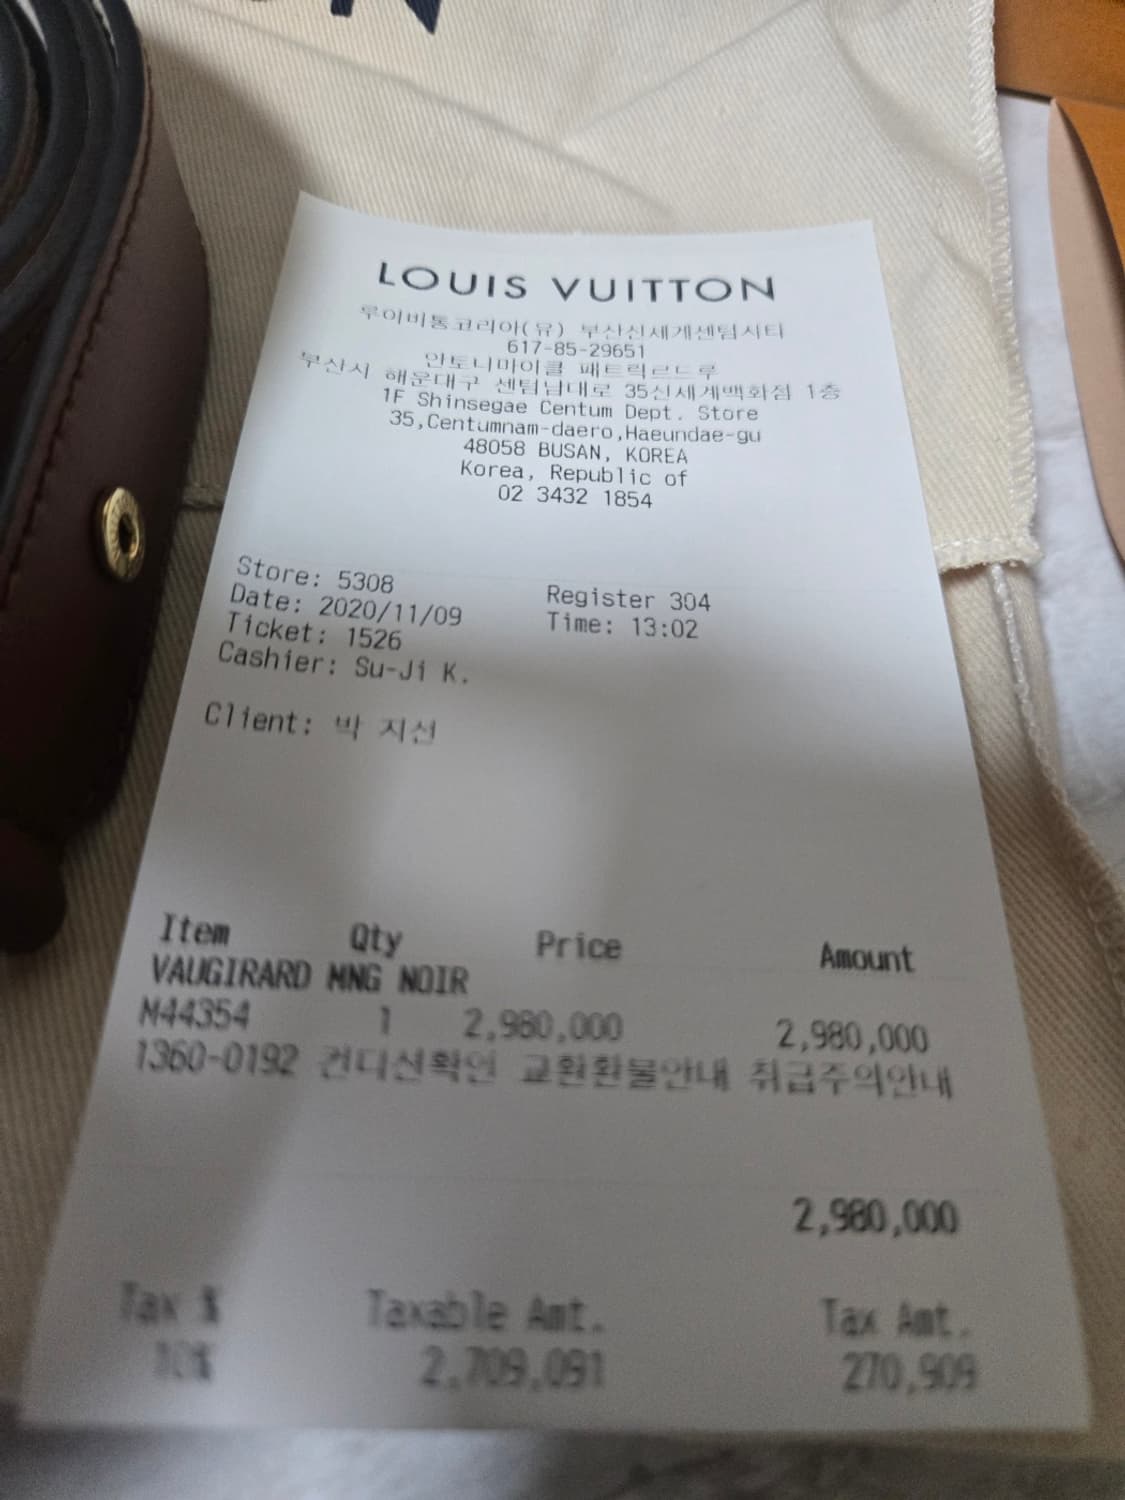 LOUIS VUITTON
루이비통코리아(유) 부산신세계센텀시티
617-85-29651
안토니마이클 패트릭르드루
부산시 해운대구 센텀남대로 35신세계백화점 1층
1F Shinsegae Centum Dept. Store
35,Centumnam-daero,Haeundae-gu
48058 BUSAN, KOREA
Korea, Republic of
02 3432 1854
Store: 5308 Register 304
Date: 2020/11/09 Time: 13:02
Ticket: 1526
Cashier: Su-Ji K.
Client: 박 지선
Item Qty Price Amount
VAUGIRARD MNG NOIR
M44354 1 2,980,000 2,980,000
1360-0192 컨디션확인 교환환불안내 취급주의안내
2,980,000
Tax % Taxable Amt. Tax Amt.
10% 2,709,091 270,909